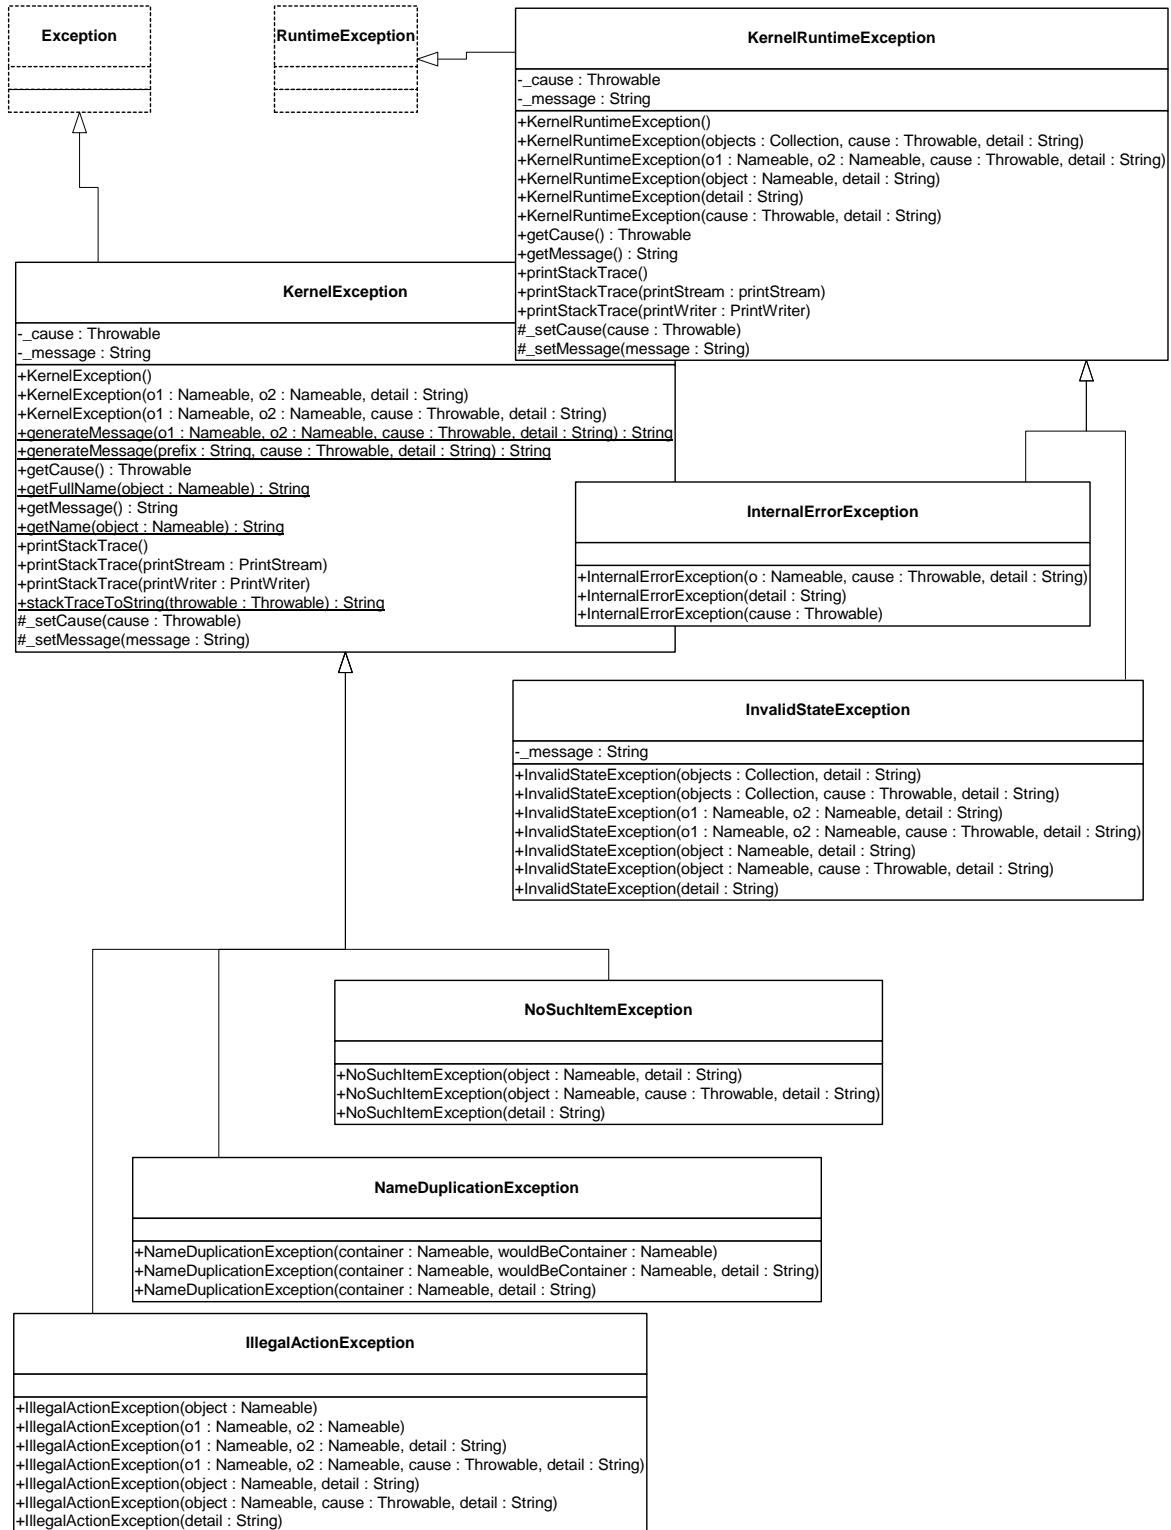 Exception
RuntimeException
KernelRuntimeException
-_cause : Throwable
-_message : String
+KernelRuntimeException()
+KernelRuntimeException(objects : Collection, cause : Throwable, detail : String)
+KernelRuntimeException(o1 : Nameable, o2 : Nameable, cause : Throwable, detail : String)
+KernelRuntimeException(object : Nameable, detail : String)
+KernelRuntimeException(detail : String)
+KernelRuntimeException(cause : Throwable, detail : String)
+getCause() : Throwable
+getMessage() : String
+printStackTrace()
+printStackTrace(printStream : printStream)
+printStackTrace(printWriter : PrintWriter)
#_setCause(cause : Throwable)
#_setMessage(message : String)
KernelException
-_cause : Throwable
-_message : String
+KernelException()
+KernelException(o1 : Nameable, o2 : Nameable, detail : String)
+KernelException(o1 : Nameable, o2 : Nameable, cause : Throwable, detail : String)
+generateMessage(o1 : Nameable, o2 : Nameable, cause : Throwable, detail : String) : String
+generateMessage(prefix : String, cause : Throwable, detail : String) : String
+getCause() : Throwable
+getFullName(object : Nameable) : String
+getMessage() : String
+getName(object : Nameable) : String
+printStackTrace()
+printStackTrace(printStream : PrintStream)
+printStackTrace(printWriter : PrintWriter)
+stackTraceToString(throwable : Throwable) : String
#_setCause(cause : Throwable)
#_setMessage(message : String)
InternalErrorException
+InternalErrorException(o : Nameable, cause : Throwable, detail : String)
+InternalErrorException(detail : String)
+InternalErrorException(cause : Throwable)
InvalidStateException
-_message : String
+InvalidStateException(objects : Collection, detail : String)
+InvalidStateException(objects : Collection, cause : Throwable, detail : String)
+InvalidStateException(o1 : Nameable, o2 : Nameable, detail : String)
+InvalidStateException(o1 : Nameable, o2 : Nameable, cause : Throwable, detail : String)
+InvalidStateException(object : Nameable, detail : String)
+InvalidStateException(object : Nameable, cause : Throwable, detail : String)
+InvalidStateException(detail : String)
NoSuchItemException
+NoSuchItemException(object : Nameable, detail : String)
+NoSuchItemException(object : Nameable, cause : Throwable, detail : String)
+NoSuchItemException(detail : String)
NameDuplicationException
+NameDuplicationException(container : Nameable, wouldBeContainer : Nameable)
+NameDuplicationException(container : Nameable, wouldBeContainer : Nameable, detail : String)
+NameDuplicationException(container : Nameable, detail : String)
IllegalActionException
+IllegalActionException(object : Nameable)
+IllegalActionException(o1 : Nameable, o2 : Nameable)
+IllegalActionException(o1 : Nameable, o2 : Nameable, detail : String)
+IllegalActionException(o1 : Nameable, o2 : Nameable, cause : Throwable, detail : String)
+IllegalActionException(object : Nameable, detail : String)
+IllegalActionException(object : Nameable, cause : Throwable, detail : String)
+IllegalActionException(detail : String)